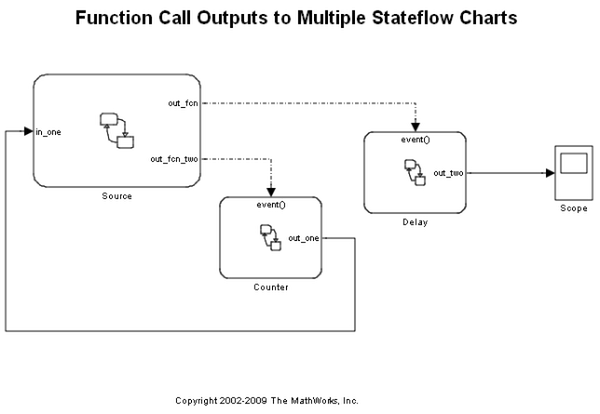 Function Call Outputs to Multiple Stateflow Charts
out_fcn
in_one
out_fcn_two
Source
event()
out_two
Delay
Scope
event()
out_one
Counter
Copyright 2002-2009 The MathWorks, Inc.